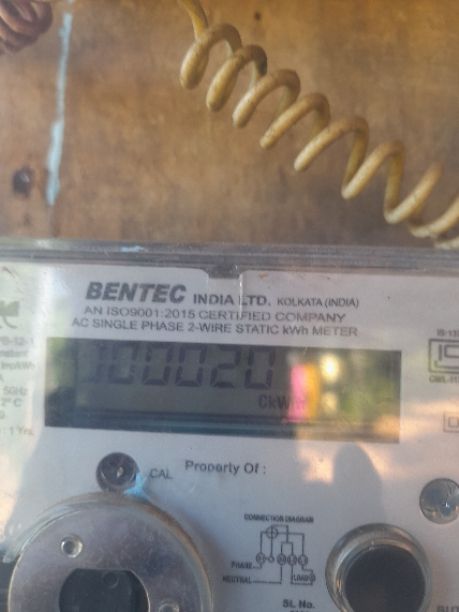 BENTEC INDIA LTD. KOLKATA (INDIA)
AN ISO9001:2015 CERTIFIED COMPANY
AC SINGLE PHASE 2-WIRE STATIC kWh METER
100020
CkWh
CAL
Property Of :
CONNECTION DIAGRAM
PHASE
NEUTRAL
LOAD
SL. No.